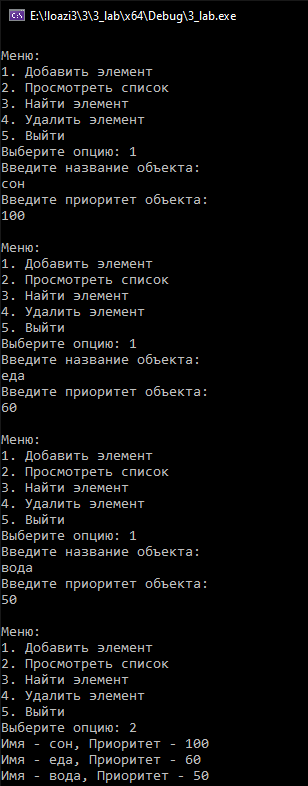 E:\!loazi3\3\3_lab\x64\Debug\3_lab.exe
Меню:
1. Добавить элемент
2. Просмотреть список
3. Найти элемент
4. Удалить элемент
5. Выйти
Выберите опцию: 1
Введите название объекта:
сон
Введите приоритет объекта:
100
Меню:
1. Добавить элемент
2. Просмотреть список
3. Найти элемент
4. Удалить элемент
5. Выйти
Выберите опцию: 1
Введите название объекта:
еда
Введите приоритет объекта:
60
Меню:
1. Добавить элемент
2. Просмотреть список
3. Найти элемент
4. Удалить элемент
5. Выйти
Выберите опцию: 1
Введите название объекта:
вода
Введите приоритет объекта:
50
Меню:
1. Добавить элемент
2. Просмотреть список
3. Найти элемент
4. Удалить элемент
5. Выйти
Выберите опцию: 2
Имя - сон, Приоритет - 100
Имя - еда, Приоритет - 60
Имя - вода, Приоритет - 50